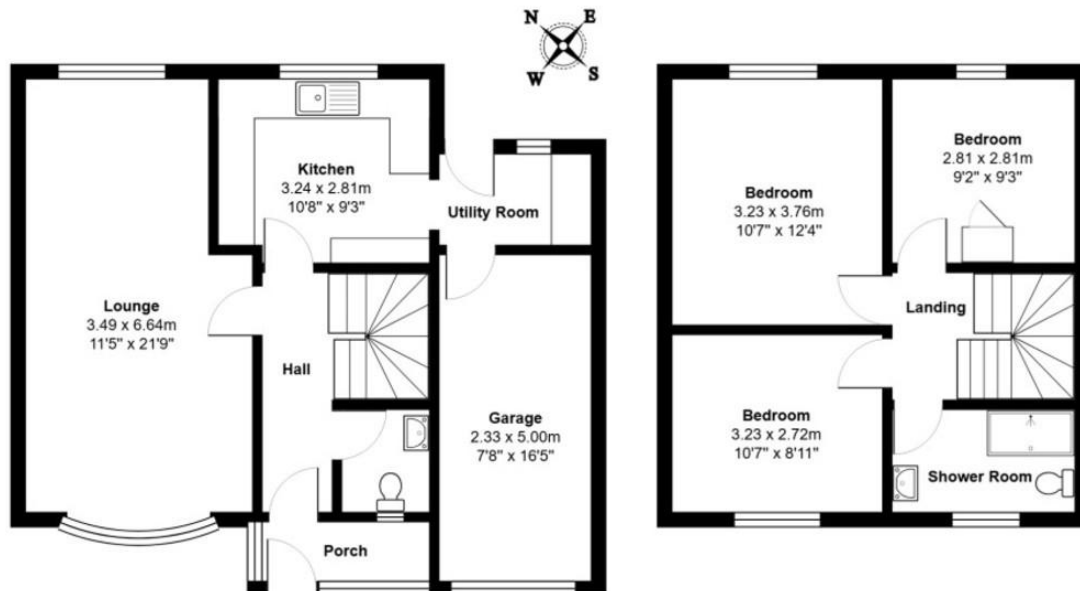 N E
W S
Kitchen
3.24 x 2.81m
10'8" x 9'3"
Utility Room
Lounge
3.49 x 6.64m
11'5" x 21'9"
Hall
Garage
2.33 x 5.00m
7'8" x 16'5"
Porch
Bedroom
3.23 x 3.76m
10'7" x 12'4"
Bedroom
2.81 x 2.81m
9'2" x 9'3"
Landing
Bedroom
3.23 x 2.72m
10'7" x 8'11"
Shower Room